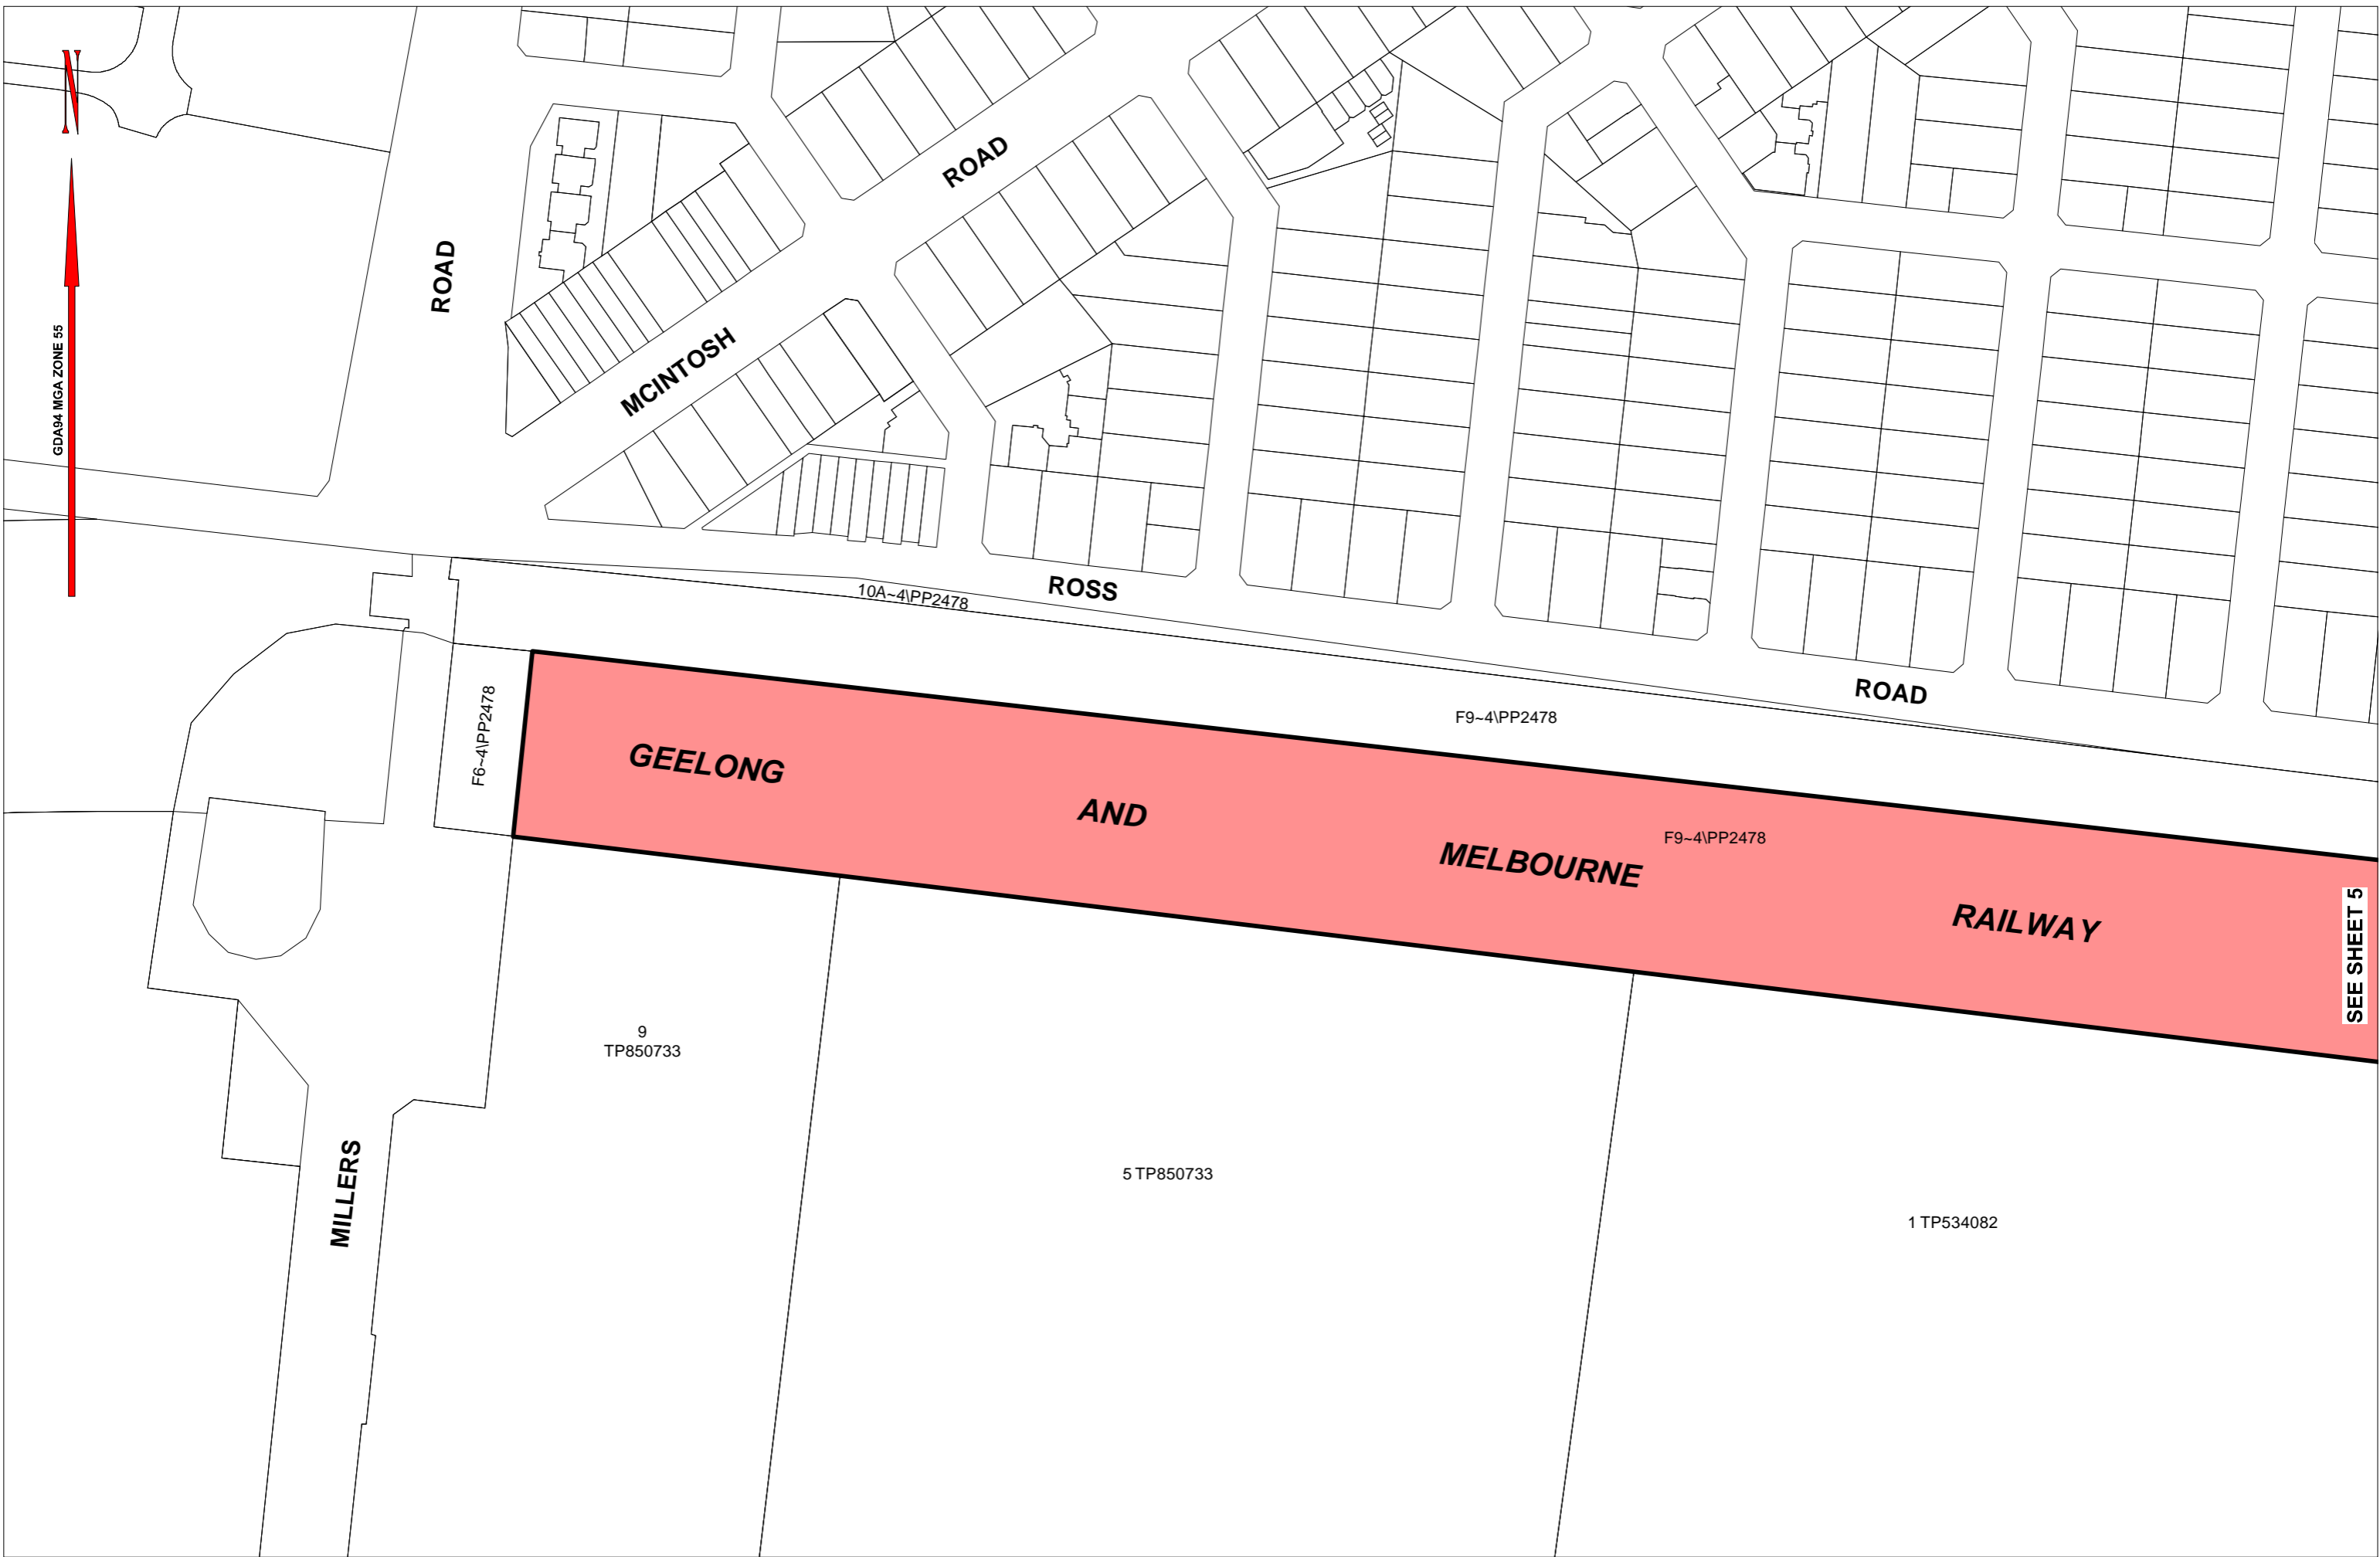 N
GDA94 MGA ZONE 55
ROAD
MCINTOSH
ROAD
10A~4\PP2478
ROSS
ROAD
F6~4\PP2478
F9~4\PP2478
GEELONG
AND
MELBOURNE
RAILWAY
F9~4\PP2478
SEE SHEET 5
9
TP850733
5 TP850733
1 TP534082
MILLERS